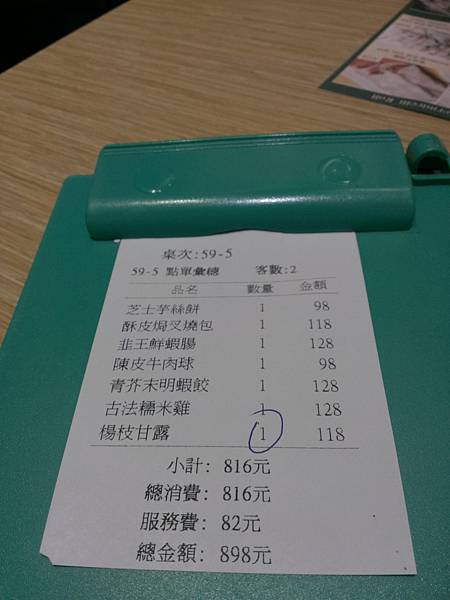 桌次:59-5
59-5 點單彙總 客數:2
品名 數量 金額
芝士芋絲餅 1 98
酥皮焗叉燒包 1 118
韭王鮮蝦腸 1 128
陳皮牛肉球 1 98
青芥末明蝦餃 1 128
古法糯米雞 1 128
楊枝甘露 1 118
小計: 816元
總消費: 816元
服務費: 82元
總金額: 898元